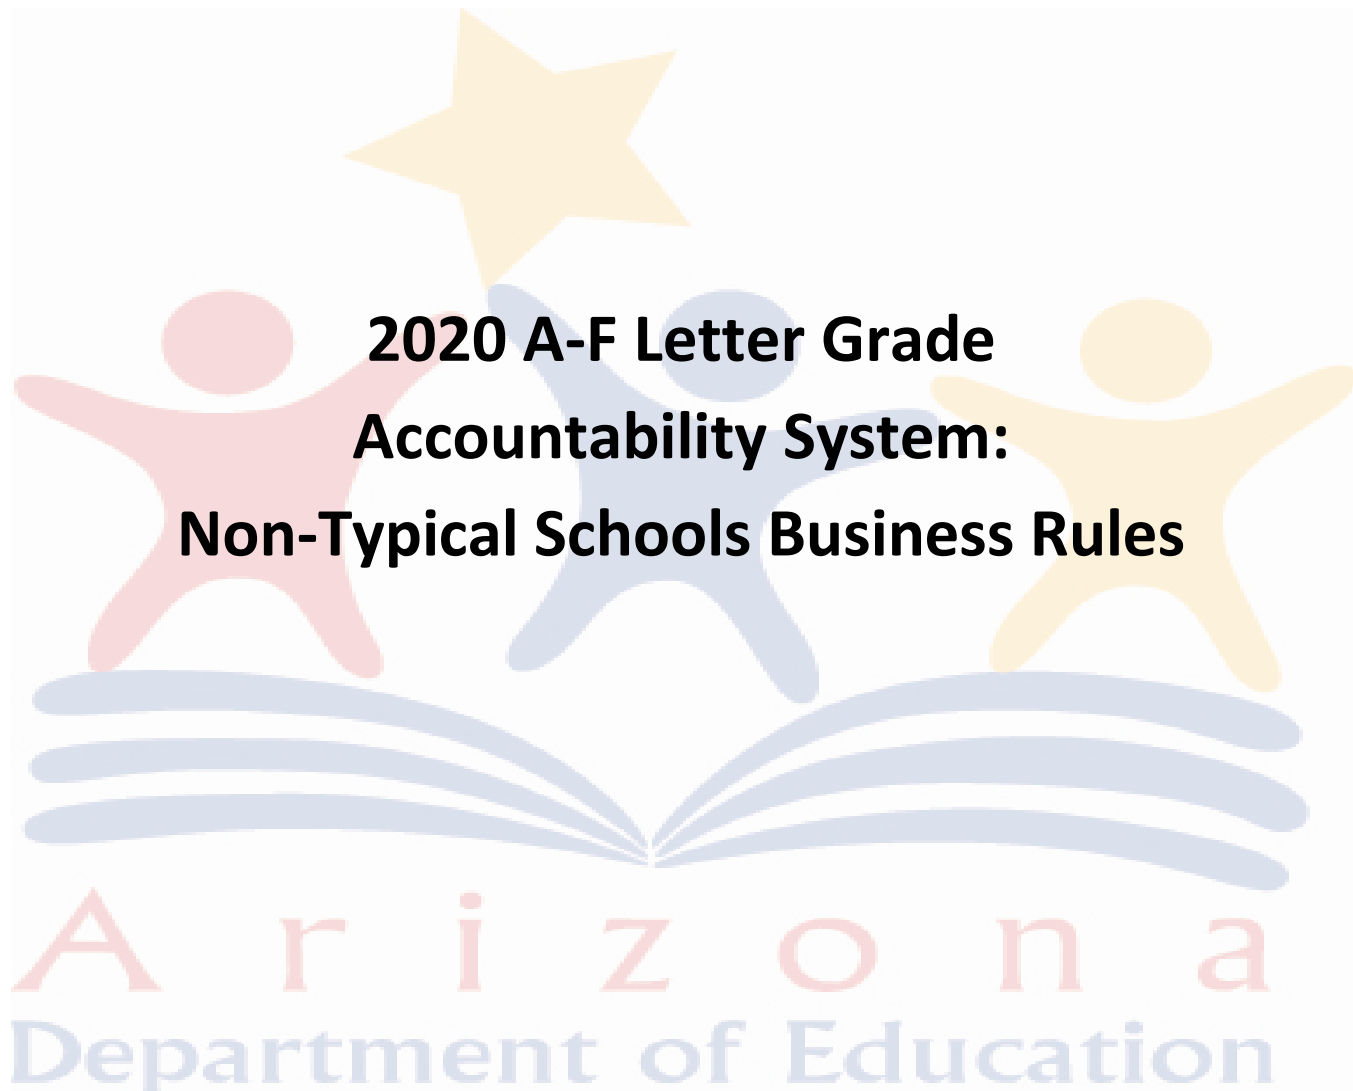 2020 A-F Letter Grade
Accountability System:
Non-Typical Schools Business Rules
Arizona
Department of Education